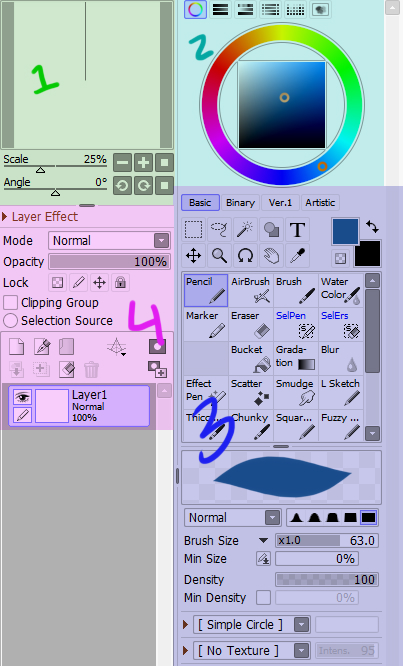 1
Scale 25%
Angle 0°
Layer Effect
Mode Normal
Opacity 100%
Lock
Clipping Group
Selection Source
4
Layer1
Normal
100%
2
Basic Binary Ver.1 Artistic
T
Pencil AirBrush Brush Water Color
Marker Eraser SelPen SelErs
Bucket Gradation Blur
Effect Pen Scatter Smudge L Sketch
Chunky Squar... Fuzzy ...
3
Normal
Brush Size x1.0 63.0
Min Size 0%
Density 100
Min Density 0%
[ Simple Circle ]
[ No Texture ] Intens. 95